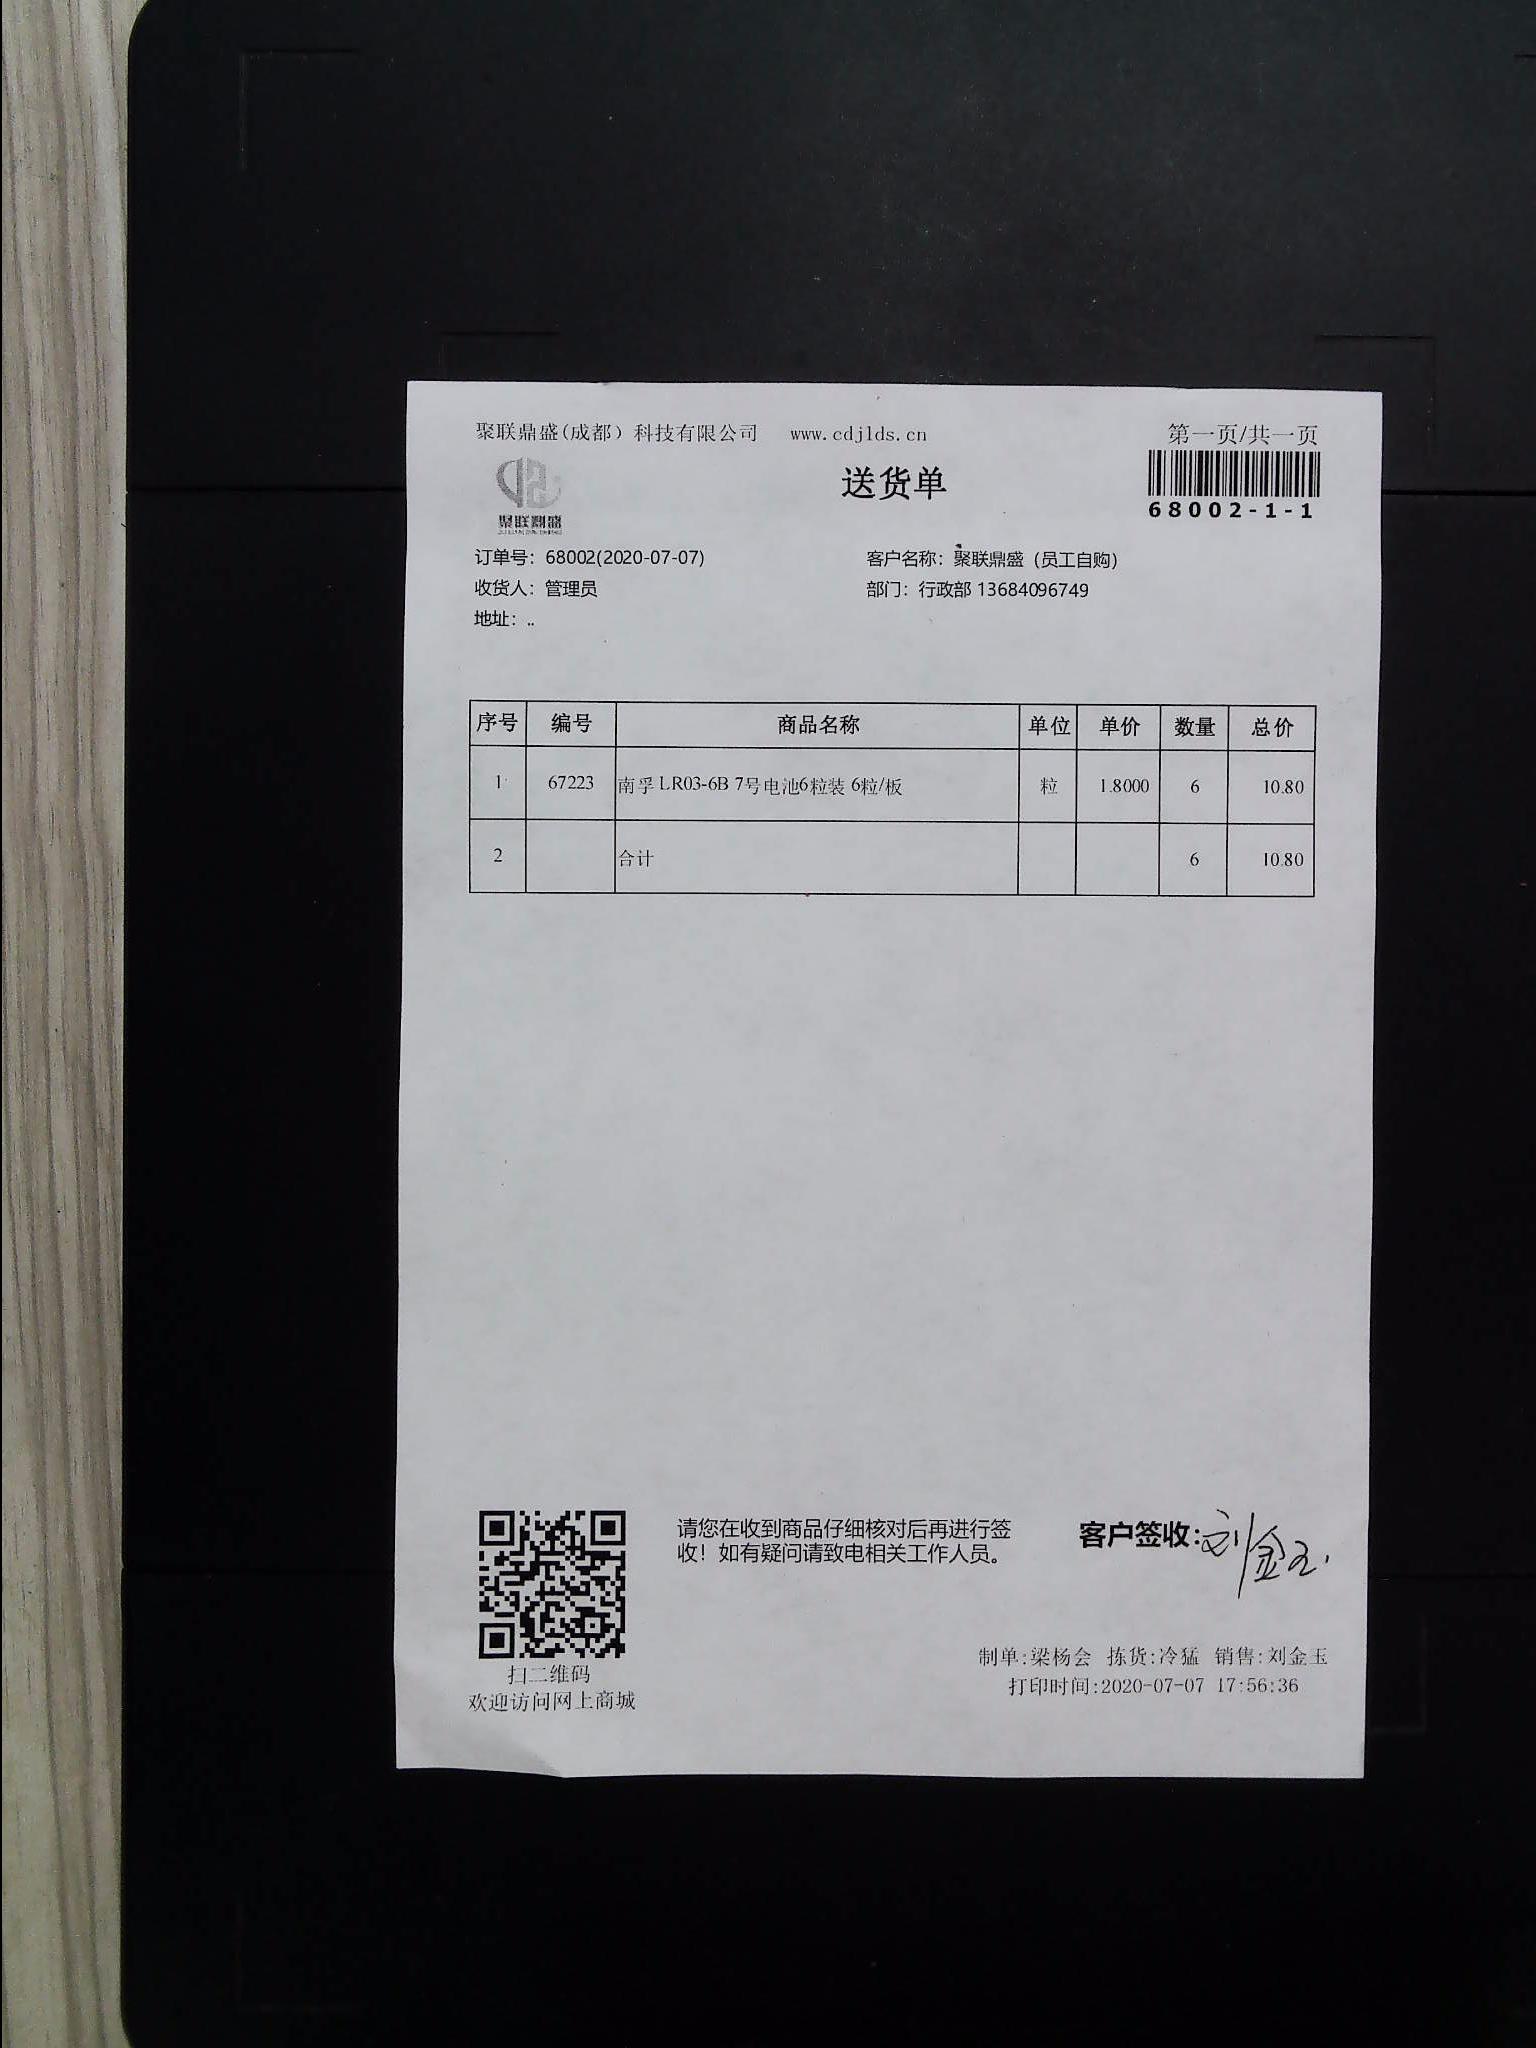 聚联鼎盛(成都）科技有限公司 www.cdjlds.cn 第一页/共一页
聚联鼎盛
送货单
68002-1-1
订单号：68002(2020-07-07) 客户名称：聚联鼎盛（员工自购）
收货人：管理员 部门：行政部 13684096749
地址：..
序号 编号 商品名称 单位 单价 数量 总价
1 67223 南孚 LR03-6B 7号电池6粒装 6粒/板 粒 1.8000 6 10.80
2 合计 6 10.80
请您在收到商品仔细核对后再进行签
收！如有疑问请致电相关工作人员。
客户签收:刘金玉
扫二维码
欢迎访问网上商城
制单:梁杨会 拣货:冷猛 销售:刘金玉
打印时间:2020-07-07 17:56:36